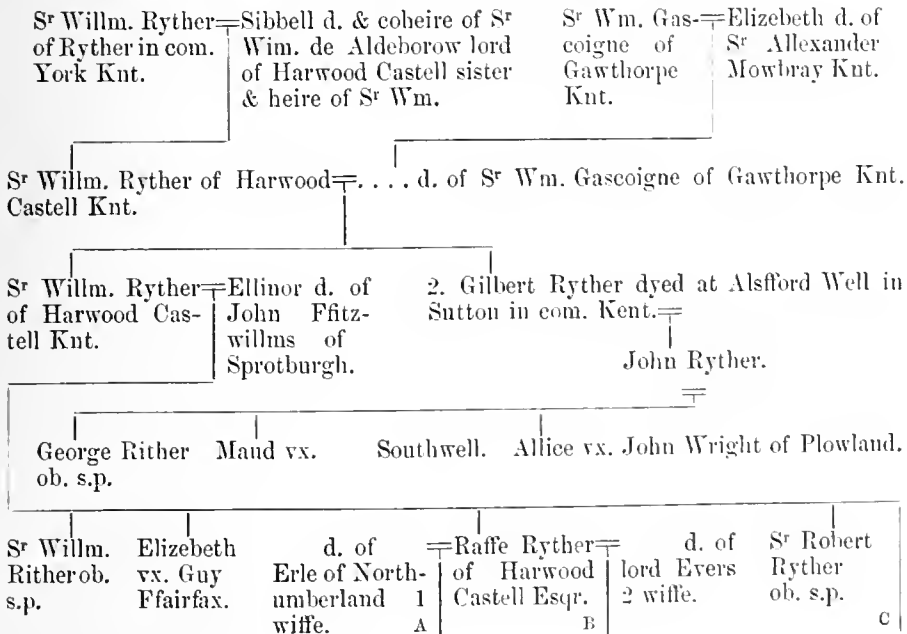 Sʳ Willm. Ryther
of Ryther in com.
York Knt.
Sibbell d. & coheire of Sʳ
Wim. de Aldeborow lord
of Harwood Castell sister
& heire of Sʳ Wm.
Sʳ Wm. Gas-
coigne of
Gawthorpe
Knt.
Elizebeth d. of
Sʳ Allexander
Mowbray Knt.
Sʳ Willm. Ryther of Harwood
Castell Knt.
. . . . d. of Sʳ Wm. Gascoigne of Gawthorpe Knt.
Sʳ Willm. Ryther
of Harwood Cas-
tell Knt.
Ellinor d. of
John Ffitz-
willms of
Sprotburgh.
2. Gilbert Ryther dyed at Alsfford Well in
Sutton in com. Kent.
John Ryther.
George Rither
ob. s.p.
Maud vx. Southwell.
Allice vx. John Wright of Plowland.
Sʳ Willm.
Rither ob.
s.p.
Elizebeth
vx. Guy
Ffairfax.
d. of
Erle of North-
umberland 1
wiffe. A
Raffe Ryther
of Harwood
Castell Esqr.
B
d. of
lord Evers
2 wiffe.
Sʳ Robert
Ryther
ob. s.p.
C